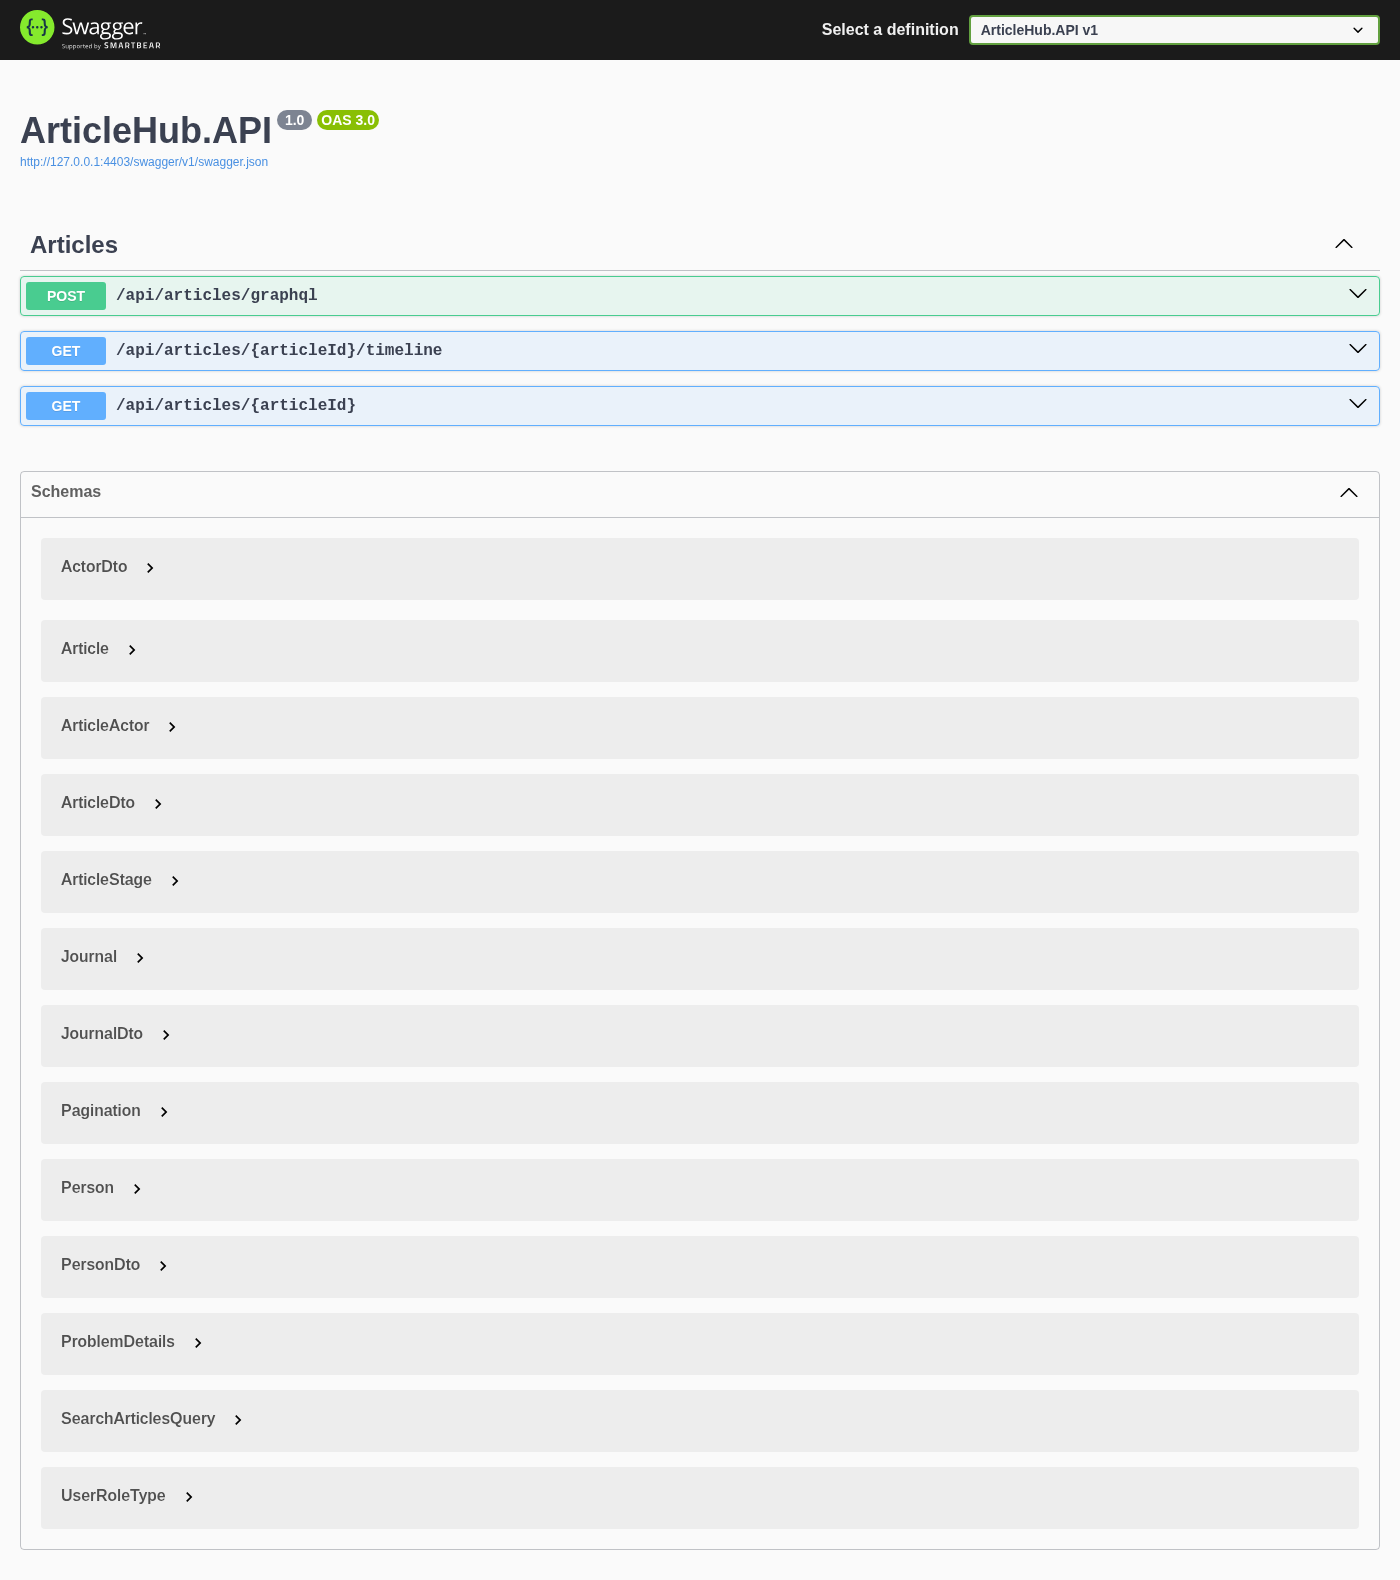 Swagger
Supported by SMARTBEAR
Select a definition
ArticleHub.API v1
ArticleHub.API 1.0 OAS 3.0
http://127.0.0.1:4403/swagger/v1/swagger.json
Articles
POST /api/articles/graphql
GET /api/articles/{articleId}/timeline
GET /api/articles/{articleId}
Schemas
ActorDto
Article
ArticleActor
ArticleDto
ArticleStage
Journal
JournalDto
Pagination
Person
PersonDto
ProblemDetails
SearchArticlesQuery
UserRoleType